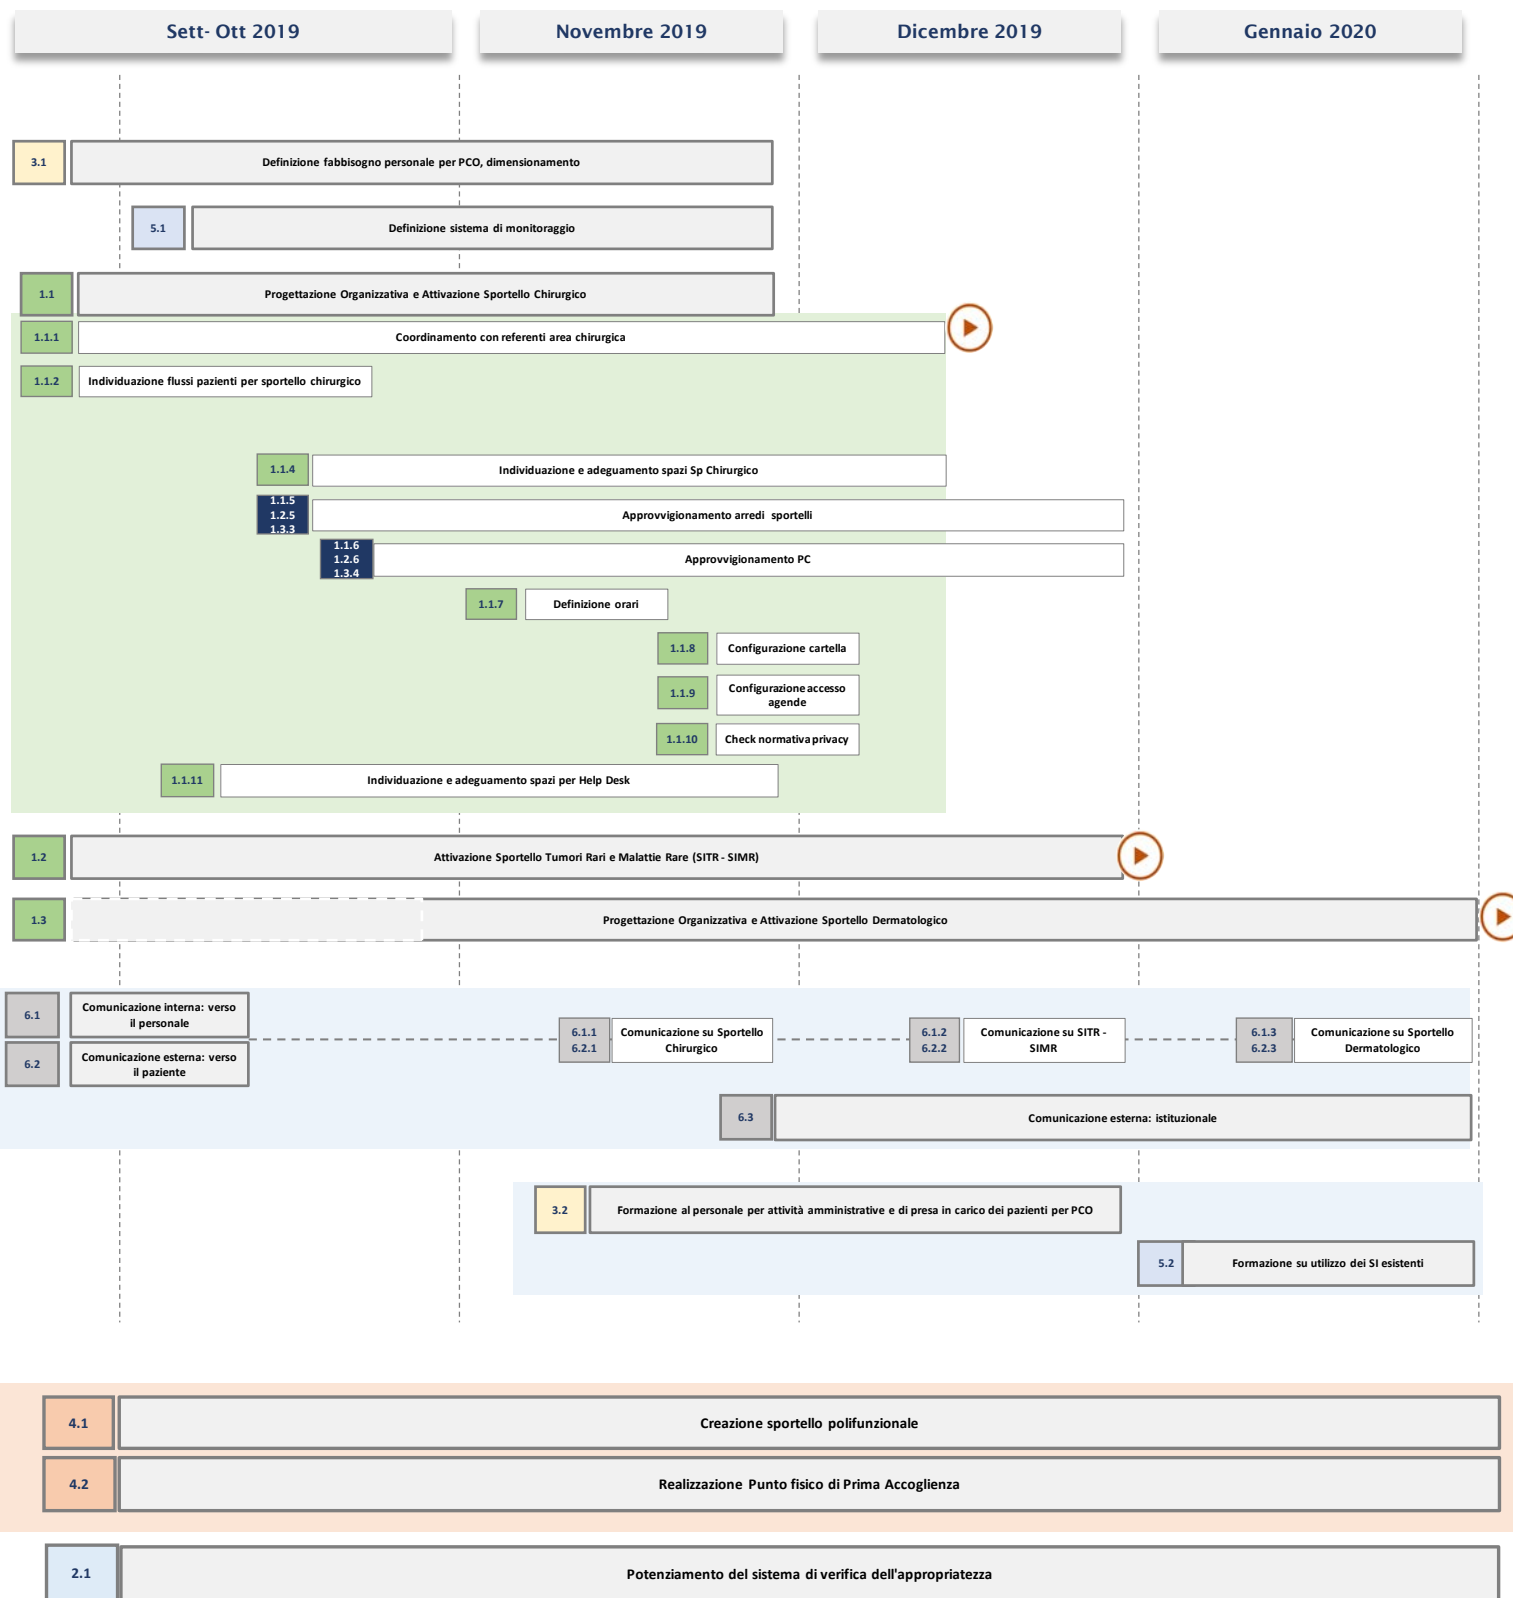 Sett- Ott 2019
Novembre 2019
Dicembre 2019
Gennaio 2020
3.1
Definizione fabbisogno personale per PCO, dimensionamento
5.1
Definizione sistema di monitoraggio
1.1
Progettazione Organizzativa e Attivazione Sportello Chirurgico
1.1.1
Coordinamento con referenti area chirurgica
1.1.2
Individuazione flussi pazienti per sportello chirurgico
1.1.4
Individuazione e adeguamento spazi Sp Chirurgico
1.1.5
1.2.5
1.3.3
Approvvigionamento arredi sportelli
1.1.6
1.2.6
1.3.4
Approvvigionamento PC
1.1.7
Definizione orari
1.1.8
Configurazione cartella
1.1.9
Configurazione accesso
agende
1.1.10
Check normativa privacy
1.1.11
Individuazione e adeguamento spazi per Help Desk
1.2
Attivazione Sportello Tumori Rari e Malattie Rare (SITR - SIMR)
1.3
Progettazione Organizzativa e Attivazione Sportello Dermatologico
6.1
Comunicazione interna: verso
il personale
6.2
Comunicazione esterna: verso
il paziente
6.1.1
6.2.1
Comunicazione su Sportello
Chirurgico
6.1.2
6.2.2
Comunicazione su SITR -
SIMR
6.1.3
6.2.3
Comunicazione su Sportello
Dermatologico
6.3
Comunicazione esterna: istituzionale
3.2
Formazione al personale per attività amministrative e di presa in carico dei pazienti per PCO
5.2
Formazione su utilizzo dei SI esistenti
4.1
Creazione sportello polifunzionale
4.2
Realizzazione Punto fisico di Prima Accoglienza
2.1
Potenziamento del sistema di verifica dell'appropriatezza